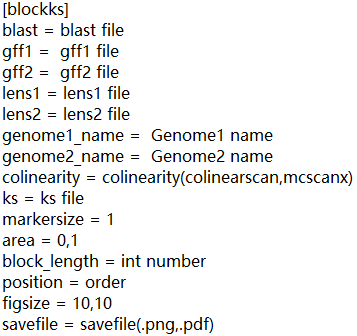 [blockks]
blast = blast file
gff1 =  gff1 file
gff2 =  gff2 file
lens1 = lens1 file
lens2 = lens2 file
genome1_name =  Genome1 name
genome2_name =  Genome2 name
colinearity = colinearity(colinearscan,mcscanx)
ks = ks file
markersize = 1
area = 0,1
block_length = int number
position = order
figsize = 10,10
savefile = savefile(.png,.pdf)